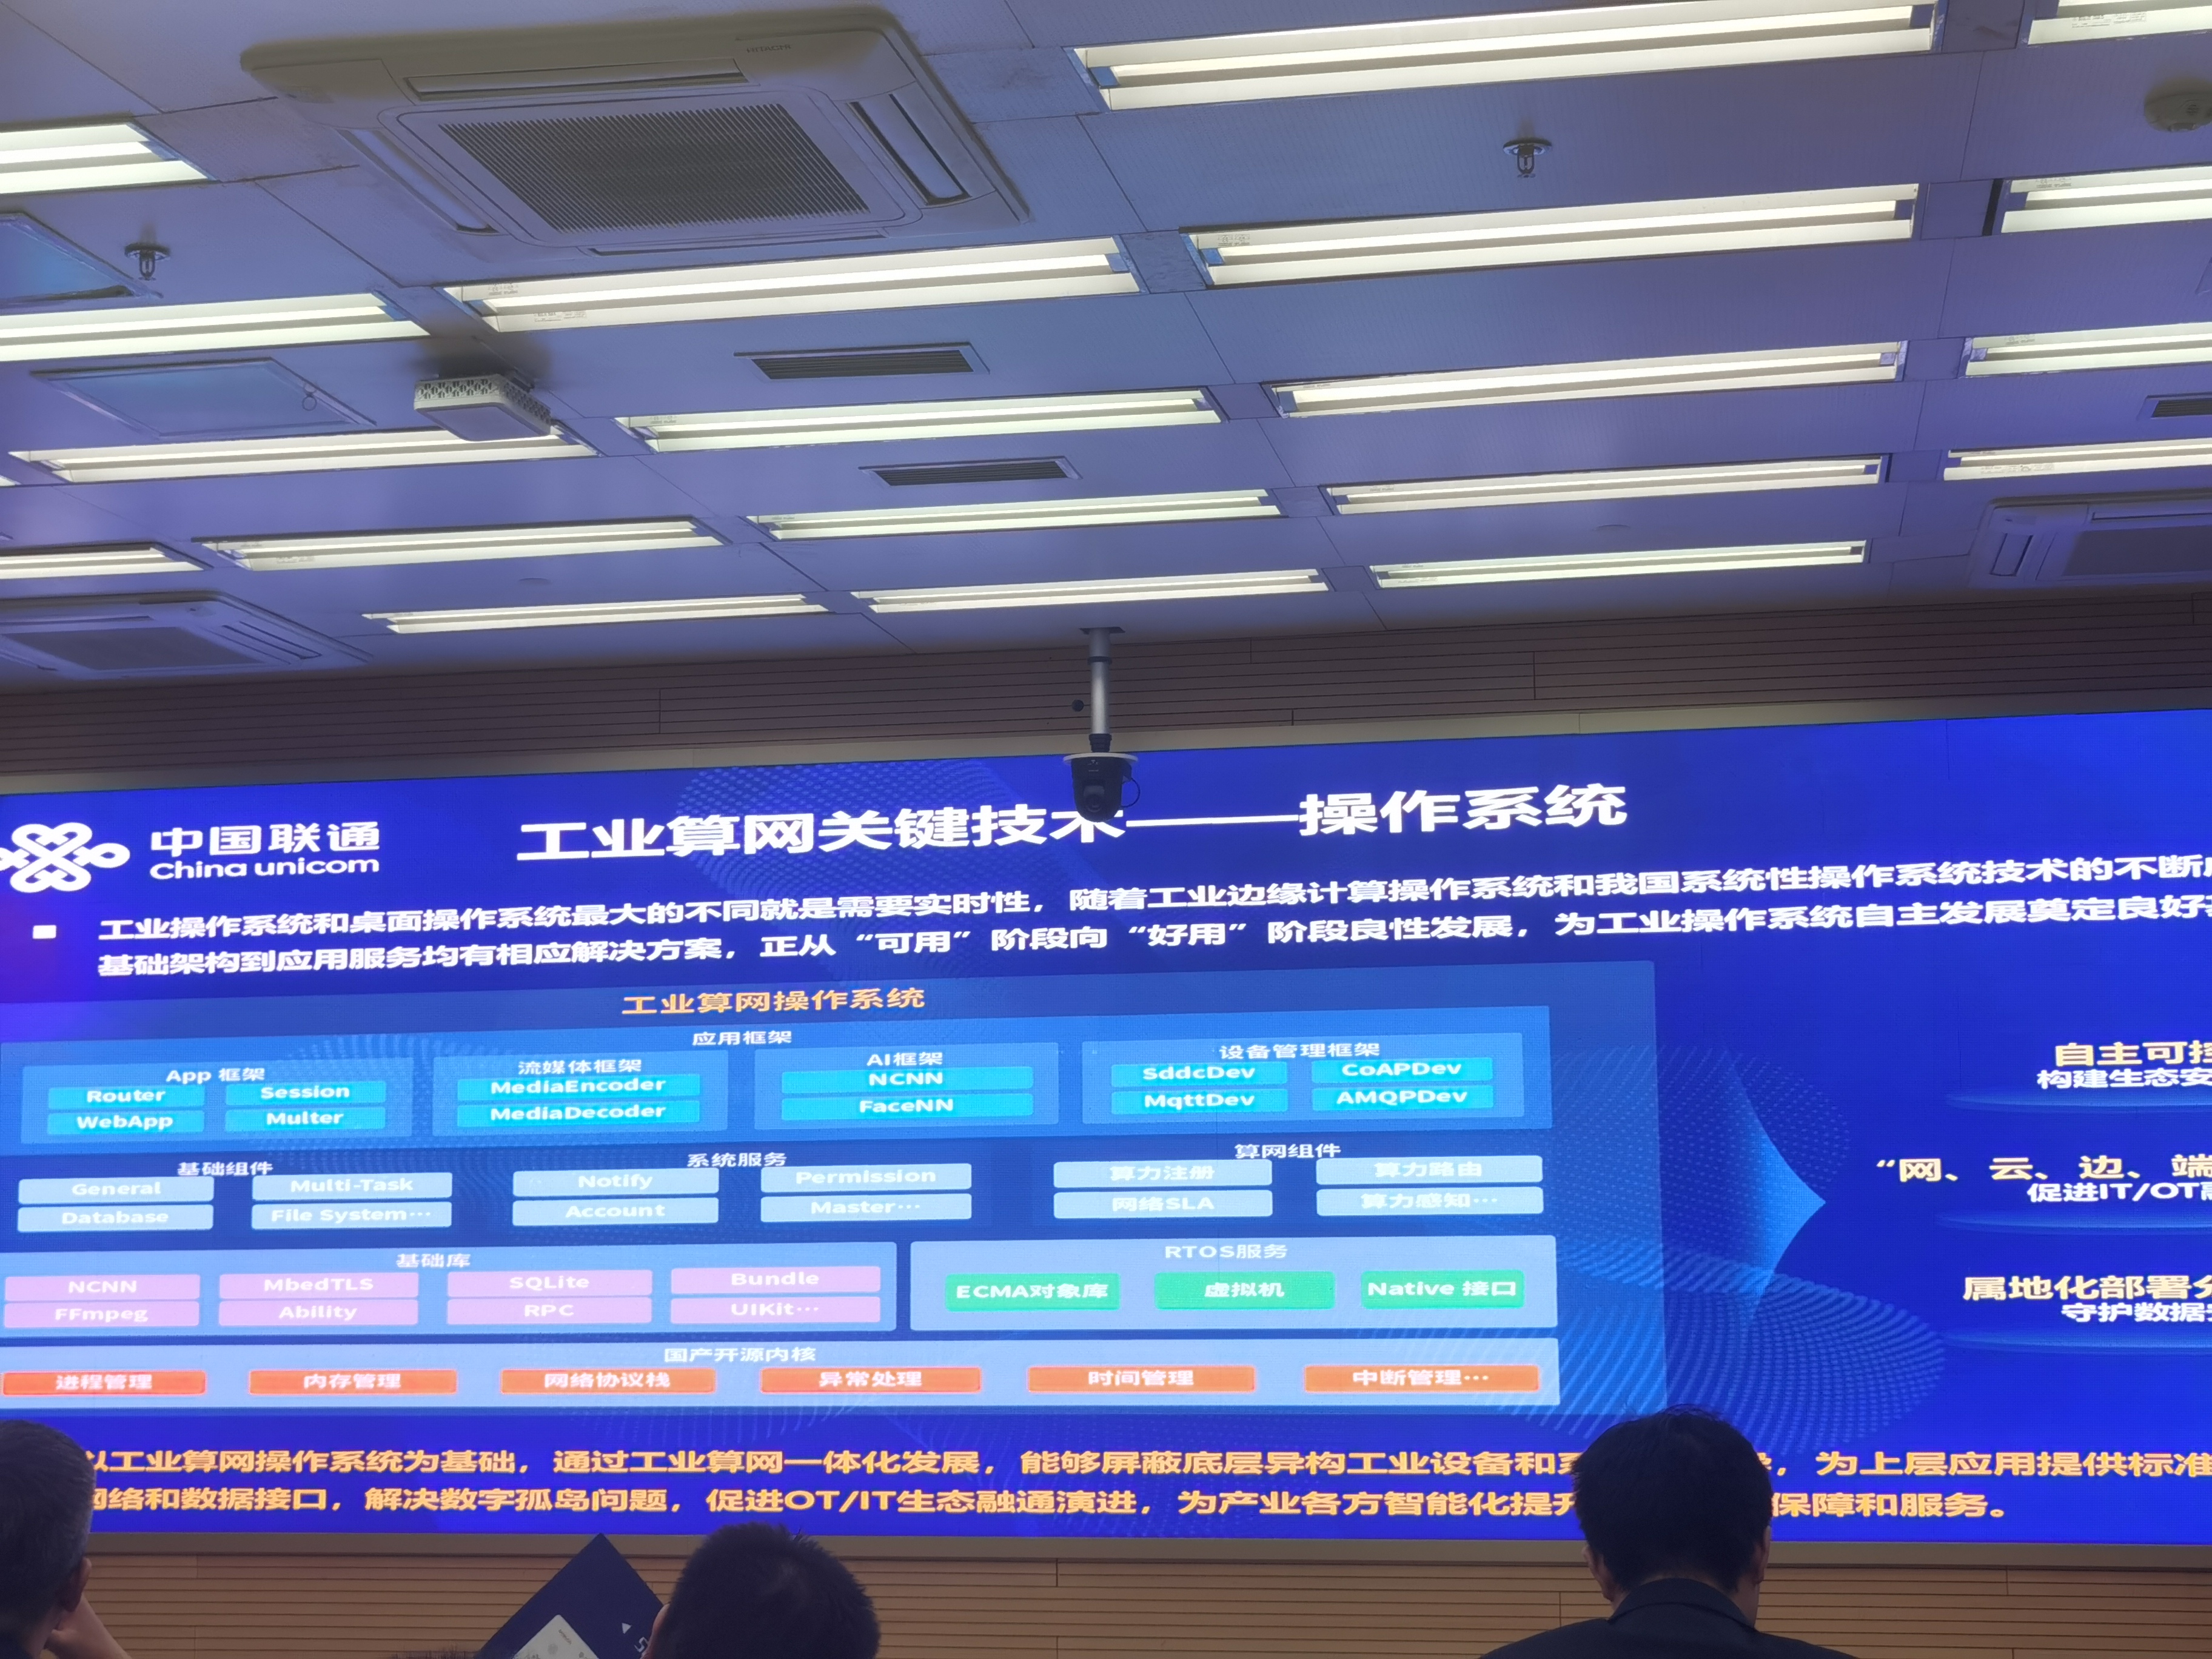 HITACHI
中国联通
China unicom
工业算网关键技术——操作系统
工业操作系统和桌面操作系统最大的不同就是需要实时性，随着工业边缘计算操作系统和我国系统性操作系统技术的不断
基础架构到应用服务均有相应解决方案，正从“可用”阶段向“好用”阶段良性发展，为工业操作系统自主发展奠定良好
工业算网操作系统
应用框架
App 框架
Router Session
WebApp Multer
流媒体框架
MediaEncoder
MediaDecoder
AI框架
NCNN
FaceNN
设备管理框架
SddcDev CoAPDev
MqttDev AMQPDev
基础组件
General Multi-Task
Database File System…
系统服务
Notify Permission
Account Master…
算网组件
算力注册 算力路由
网络SLA 算力感知…
基础库
NCNN MbedTLS SQLite Bundle
FFmpeg Ability RPC UIKit…
RTOS服务
ECMA对象库 虚拟机 Native 接口
国产开源内核
进程管理 内存管理 网络协议栈 异常处理 时间管理 中断管理…
自主可控
构建生态安
“网、云、边、端
促进IT/OT融
属地化部署
守护数据
以工业算网操作系统为基础，通过工业算网一体化发展，能够屏蔽底层异构工业设备和 ，为上层应用提供标准
网络和数据接口，解决数字孤岛问题，促进OT/IT生态融通演进，为产业各方智能化提升 保障和服务。